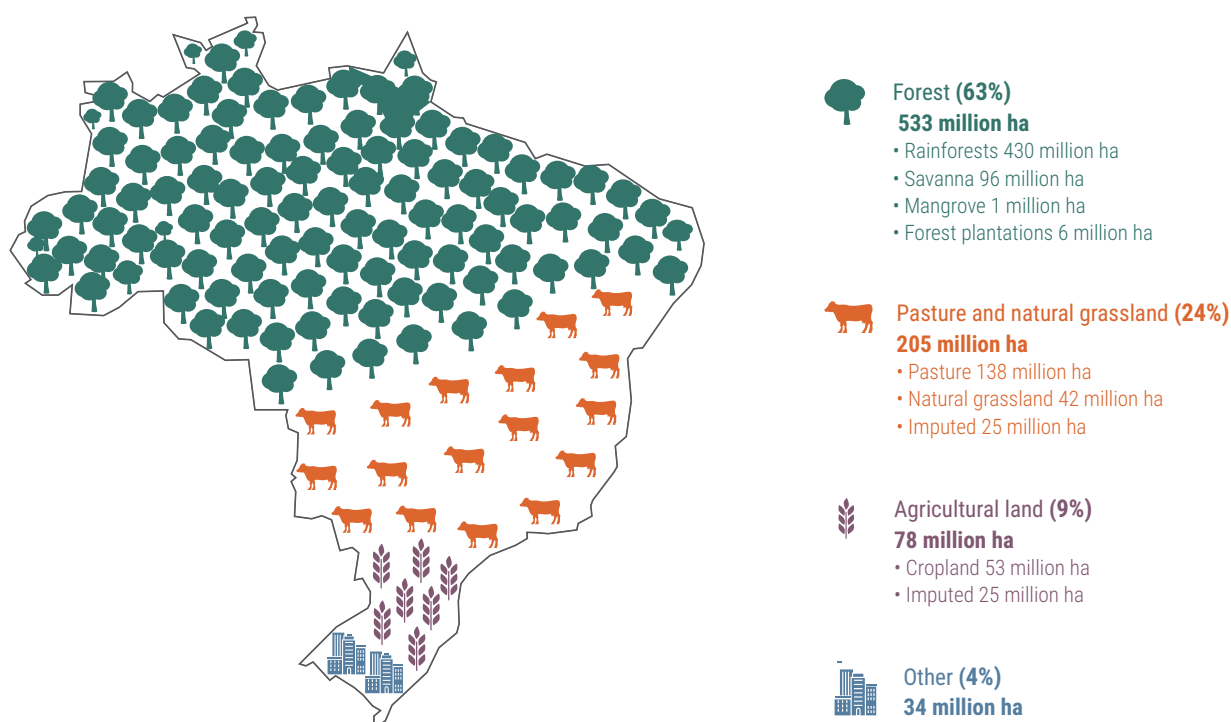 Forest (63%)
533 million ha
• Rainforests 430 million ha
• Savanna 96 million ha
• Mangrove 1 million ha
• Forest plantations 6 million ha
Pasture and natural grassland (24%)
205 million ha
• Pasture 138 million ha
• Natural grassland 42 million ha
• Imputed 25 million ha
Agricultural land (9%)
78 million ha
• Cropland 53 million ha
• Imputed 25 million ha
Other (4%)
34 million ha